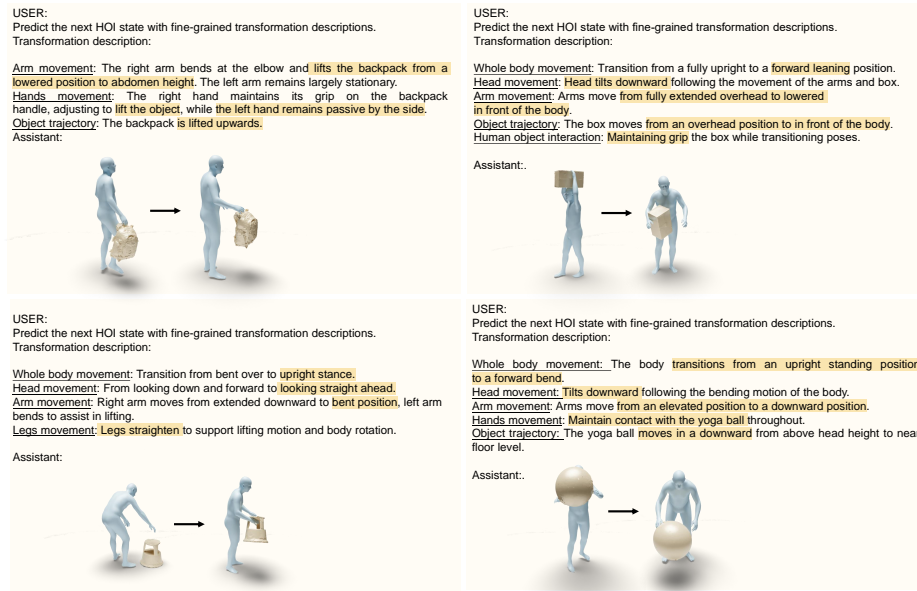 USER:
Predict the next HOI state with fine-grained transformation descriptions.
Transformation description:
Arm movement: The right arm bends at the elbow and lifts the backpack from a
lowered position to abdomen height. The left arm remains largely stationary.
Hands movement: The right hand maintains its grip on the backpack
handle, adjusting to lift the object, while the left hand remains passive by the side.
Object trajectory: The backpack is lifted upwards.
Assistant:
USER:
Predict the next HOI state with fine-grained transformation descriptions.
Transformation description:
Whole body movement: Transition from a fully upright to a forward leaning position.
Head movement: Head tilts downward following the movement of the arms and box.
Arm movement: Arms move from fully extended overhead to lowered
in front of the body.
Object trajectory: The box moves from an overhead position to in front of the body.
Human object interaction: Maintaining grip the box while transitioning poses.
Assistant:.
USER:
Predict the next HOI state with fine-grained transformation descriptions.
Transformation description:
Whole body movement: Transition from bent over to upright stance.
Head movement: From looking down and forward to looking straight ahead.
Arm movement: Right arm moves from extended downward to bent position, left arm
bends to assist in lifting.
Legs movement: Legs straighten to support lifting motion and body rotation.
Assistant:
USER:
Predict the next HOI state with fine-grained transformation descriptions.
Transformation description:
Whole body movement: The body transitions from an upright standing position
to a forward bend.
Head movement: Tilts downward following the bending motion of the body.
Arm movement: Arms move from an elevated position to a downward position.
Hands movement: Maintain contact with the yoga ball throughout.
Object trajectory: The yoga ball moves in a downward from above head height to near
floor level.
Assistant:.